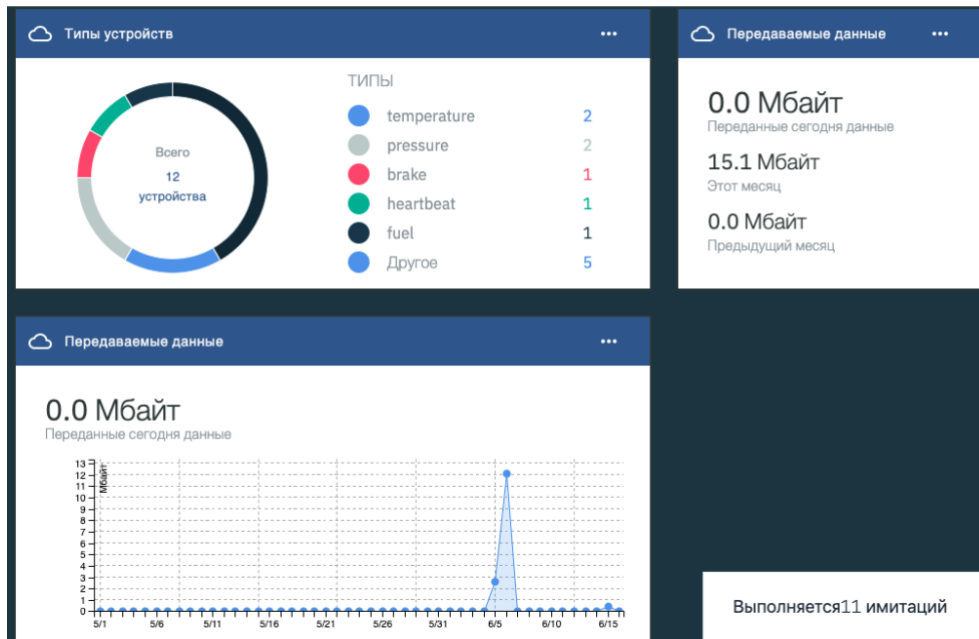 Типы устройств
...
Всего
12
устройства
ТИПЫ
temperature 2
pressure 2
brake 1
heartbeat 1
fuel 1
Другое 5
Передаваемые данные
...
0.0 Мбайт
Переданные сегодня данные
15.1 Мбайт
Этот месяц
0.0 Мбайт
Предыдущий месяц
Передаваемые данные
...
0.0 Мбайт
Переданные сегодня данные
Мбайт
13
12
11
10
9
8
7
6
5
4
3
2
1
0
5/1 5/6 5/11 5/16 5/21 5/26 5/31 6/5 6/10 6/15
Выполняется11 имитаций